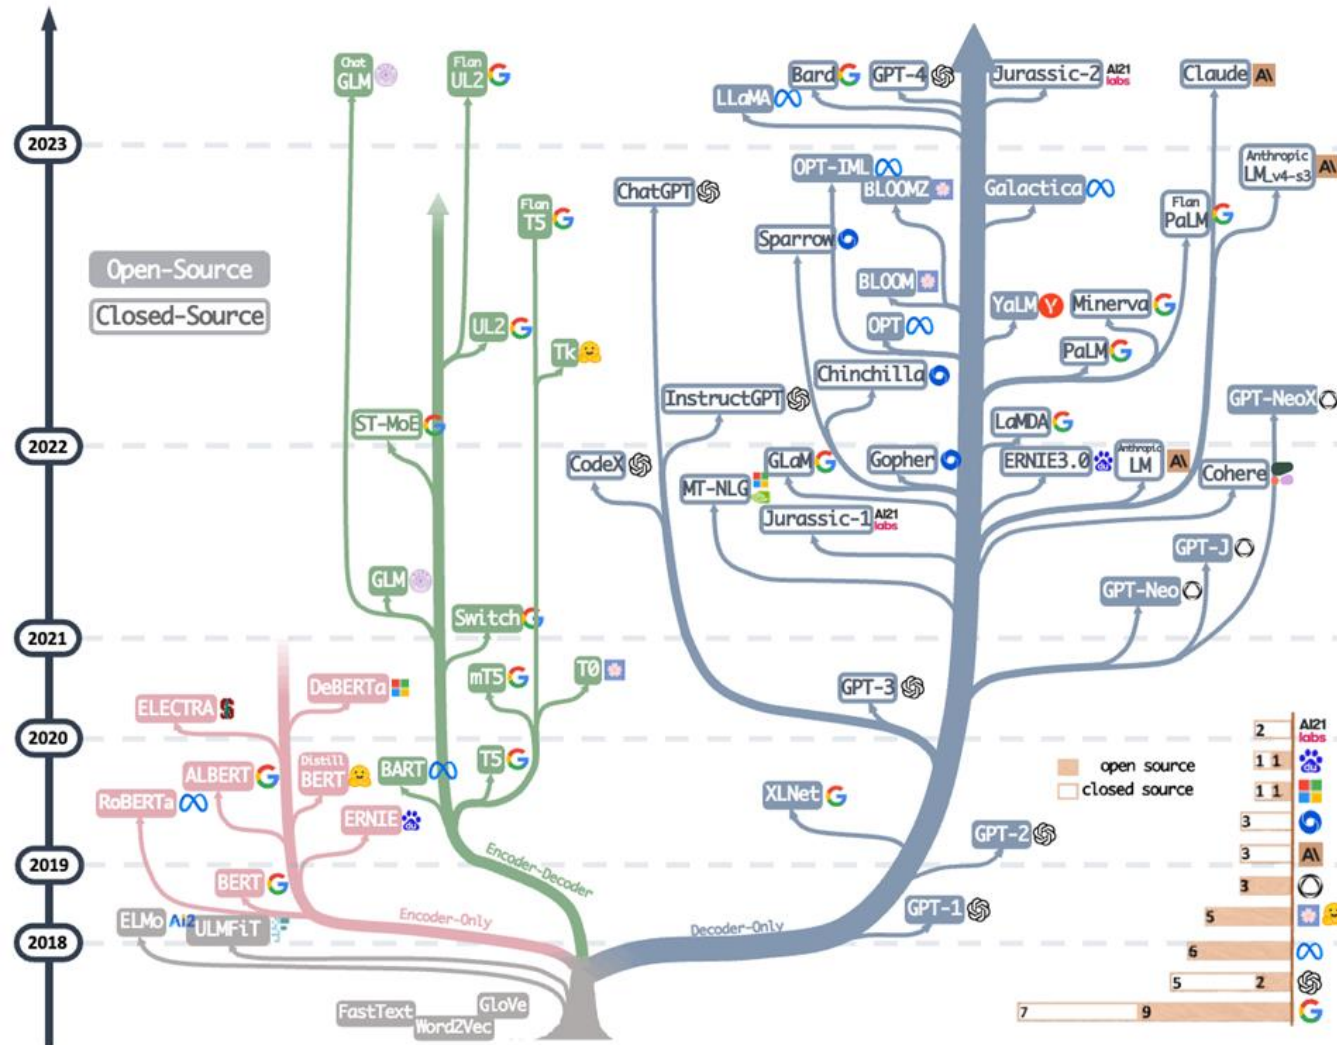 Chat
GLM
Flan
UL2
Bard
GPT-4
Jurassic-2
AI21
labs
Claude
A\
LLaMA
2023
OPT-IML
Anthropic
LM_v4-s3
A\
ChatGPT
BLOOMZ
Galactica
Flan
T5
Flan
PaLM
Sparrow
Open-Source
BLOOM
YaLM
Minerva
Closed-Source
UL2
OPT
Tk
PaLM
Chinchilla
InstructGPT
GPT-NeoX
ST-MoE
LaMDA
2022
CodeX
GLaM
Gopher
ERNIE3.0
du
Anthropic
LM
A\
Cohere
MT-NLG
Jurassic-1
AI21
labs
GPT-J
GLM
GPT-Neo
Switch
2021
mT5
T0
DeBERTa
GPT-3
ELECTRA
2020
2
AI21
labs
Distill
BERT
BART
T5
ALBERT
open source
1 1
du
closed source
1 1
RoBERTa
XLNet
ERNIE
du
3
GPT-2
2019
Encoder-Decoder
3
A\
BERT
3
GPT-1
ELMo
Ai2
ULMFiT
Encoder-Only
Decoder-Only
5
2018
6
5
2
FastText
Word2Vec
GloVe
7
9